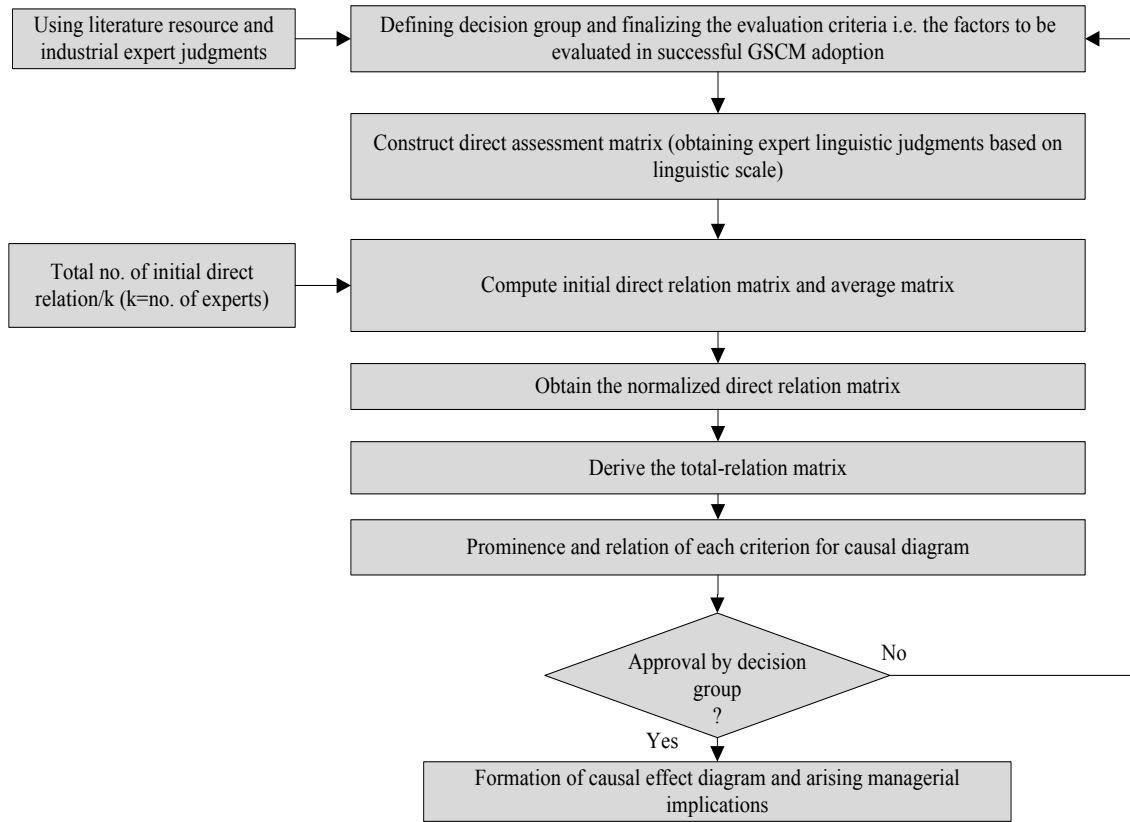 Using literature resource and
industrial expert judgments
Defining decision group and finalizing the evaluation criteria i.e. the factors to be
evaluated in successful GSCM adoption
Construct direct assessment matrix (obtaining expert linguistic judgments based on
linguistic scale)
Total no. of initial direct
relation/k (k=no. of experts)
Compute initial direct relation matrix and average matrix
Obtain the normalized direct relation matrix
Derive the total-relation matrix
Prominence and relation of each criterion for causal diagram
Approval by decision
group
?
No
Yes
Formation of causal effect diagram and arising managerial
implications